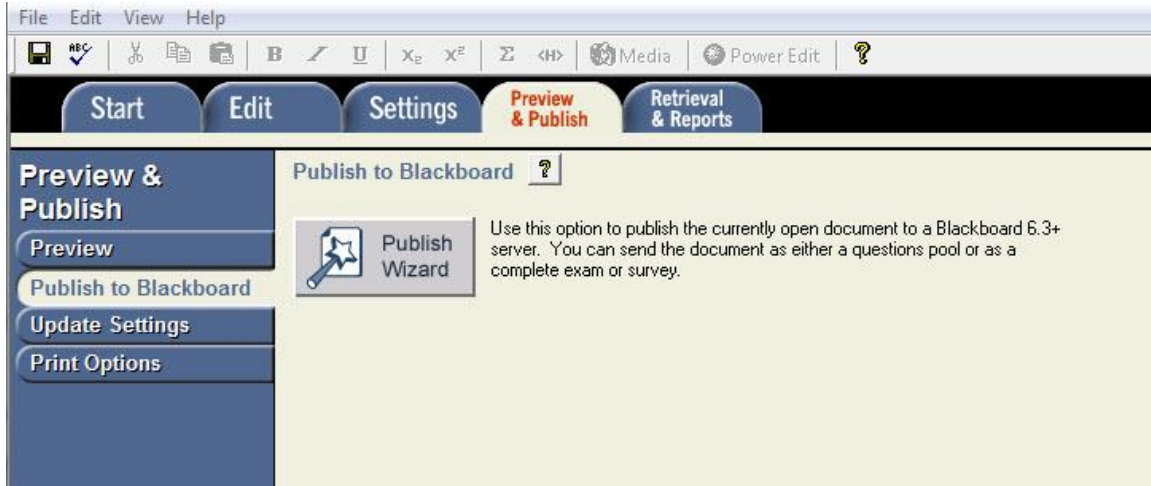 File Edit View Help
ABC B I U X₂ X² Σ <H> Media Power Edit ?
Start Edit Settings Preview & Publish Retrieval & Reports
Preview & Publish
Preview
Publish to Blackboard
Update Settings
Print Options
Publish to Blackboard ?
Publish Wizard
Use this option to publish the currently open document to a Blackboard 6.3+
server. You can send the document as either a questions pool or as a
complete exam or survey.